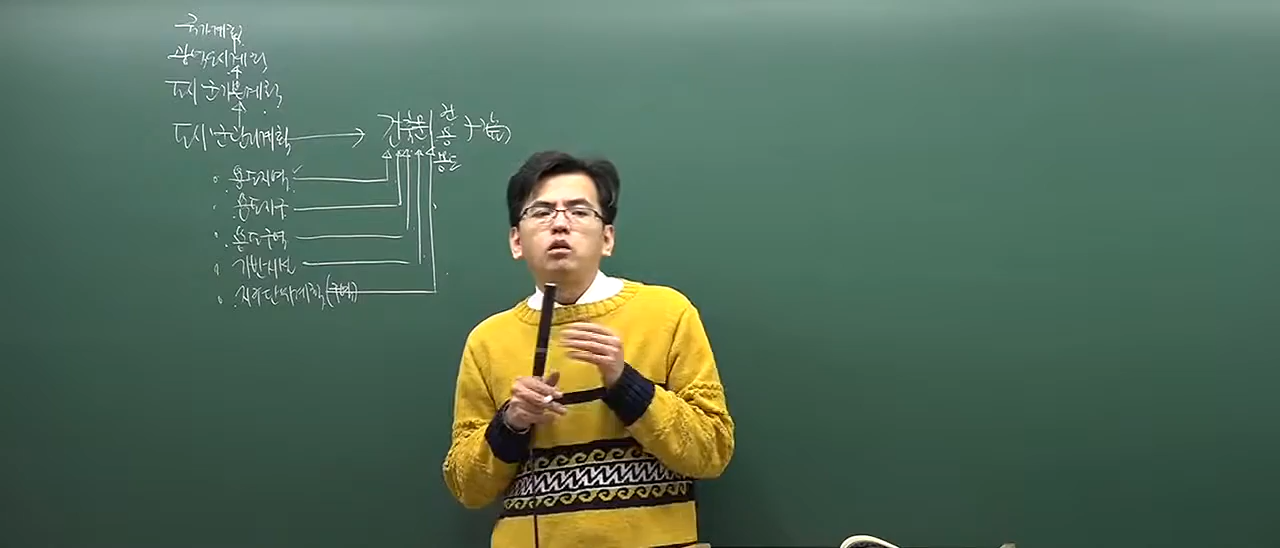 국가계획
광역도시계획
도시·군기본계획
도시·군관리계획 → 건축
용도지역
용도지구
용도구역
기반시설
지구단위계획(구역)